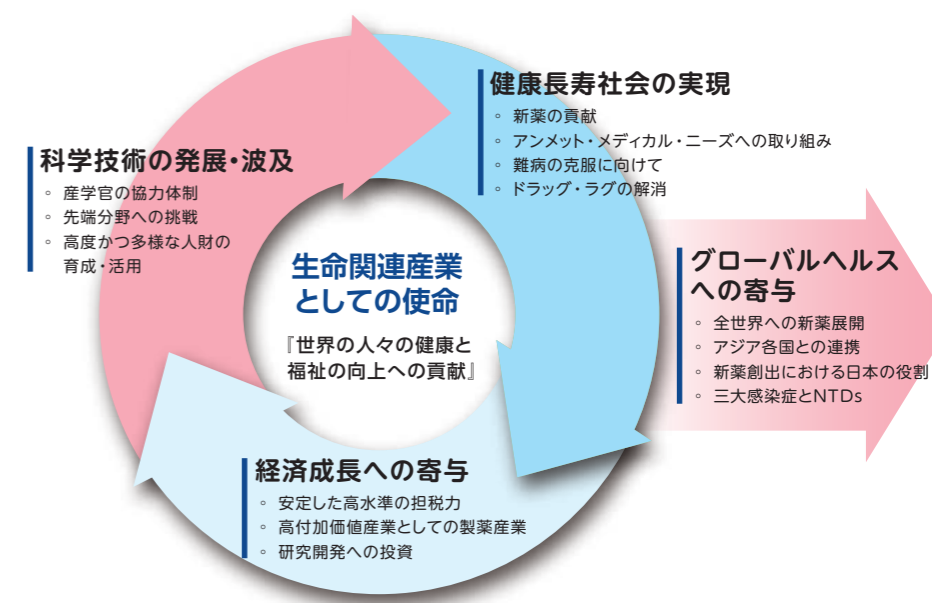 健康長寿社会の実現
◦ 新薬の貢献
◦ アンメット・メディカル・ニーズへの取り組み
◦ 難病の克服に向けて
◦ ドラッグ・ラグの解消
科学技術の発展・波及
◦ 産学官の協力体制
◦ 先端分野への挑戦
◦ 高度かつ多様な人財の
育成・活用
生命関連産業
としての使命
『世界の人々の健康と
福祉の向上への貢献』
グローバルヘルス
への寄与
◦ 全世界への新薬展開
◦ アジア各国との連携
◦ 新薬創出における日本の役割
◦ 三大感染症とNTDs
経済成長への寄与
◦ 安定した高水準の担税力
◦ 高付加価値産業としての製薬産業
◦ 研究開発への投資